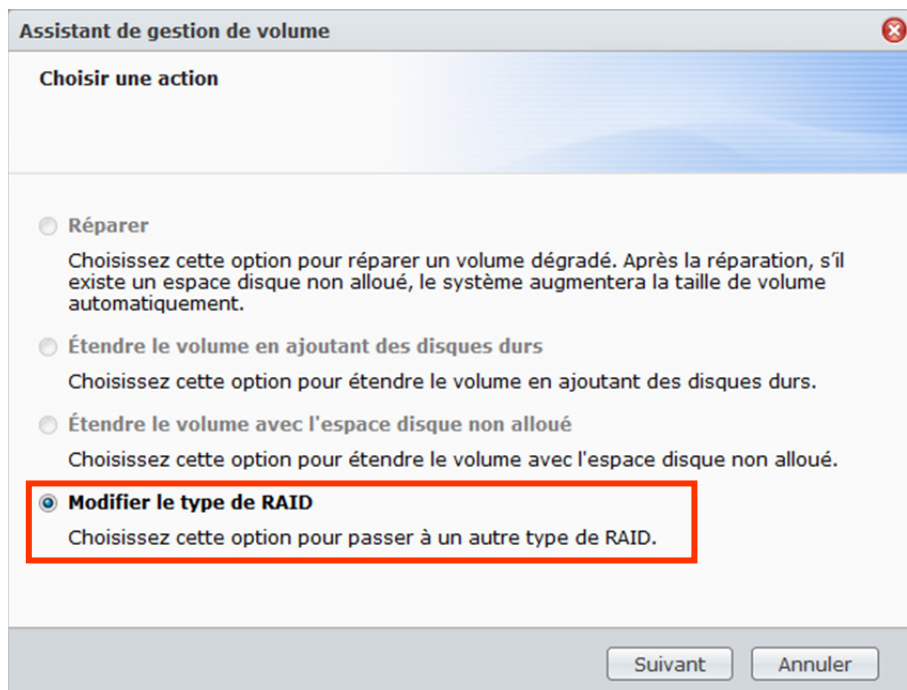 Assistant de gestion de volume
Choisir une action
Réparer
Choisissez cette option pour réparer un volume dégradé. Après la réparation, s'il
existe un espace disque non alloué, le système augmentera la taille de volume
automatiquement.
Étendre le volume en ajoutant des disques durs
Choisissez cette option pour étendre le volume en ajoutant des disques durs.
Étendre le volume avec l'espace disque non alloué
Choisissez cette option pour étendre le volume avec l'espace disque non alloué.
Modifier le type de RAID
Choisissez cette option pour passer à un autre type de RAID.
Suivant Annuler